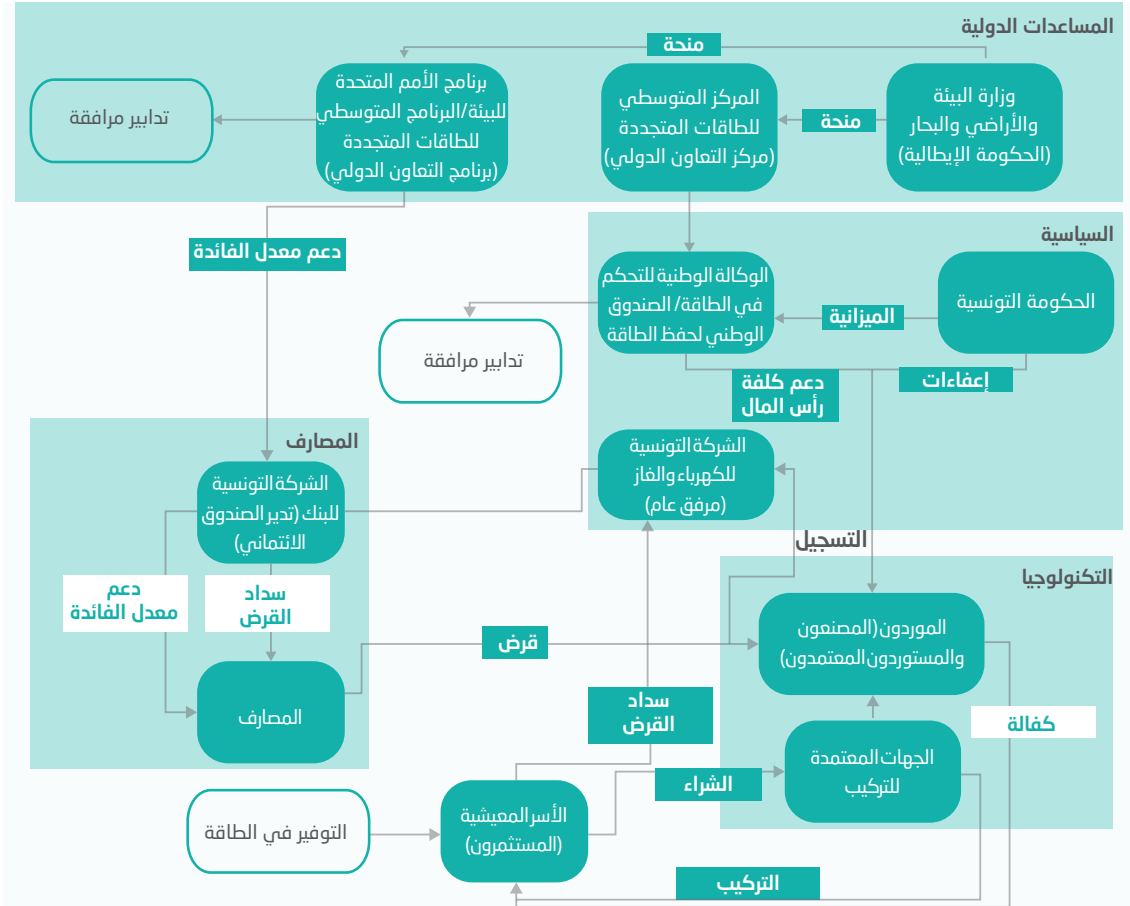 المساعدات الدولية
منحة
وزارة البيئة
والأراضي والبحار
(الحكومة الإيطالية)
منحة
المركز المتوسطي
للطاقات المتجددة
(مركز التعاون الدولي)
برنامج الأمم المتحدة
للبيئة/البرنامج المتوسطي
للطاقات المتجددة
(برنامج التعاون الدولي)
تدابير مرافقة
السياسية
دعم معدل الفائدة
الحكومة التونسية
الميزانية
الوكالة الوطنية للتحكم
في الطاقة/ الصندوق
الوطني لحفظ الطاقة
تدابير مرافقة
إعفاءات
دعم كلفة
رأس المال
الشركة التونسية
للكهرباء والغاز
(مرفق عام)
المصارف
الشركة التونسية
للبنك (تدير الصندوق
الائتماني)
التسجيل
التكنولوجيا
سداد
القرض
دعم
معدل الفائدة
الموردون (المصنعون
والمستوردون المعتمدون)
قرض
المصارف
سداد
القرض
كفالة
الجهات المعتمدة
للتركيب
الشراء
الأسر المعيشية
(المستثمرون)
التوفير في الطاقة
التركيب